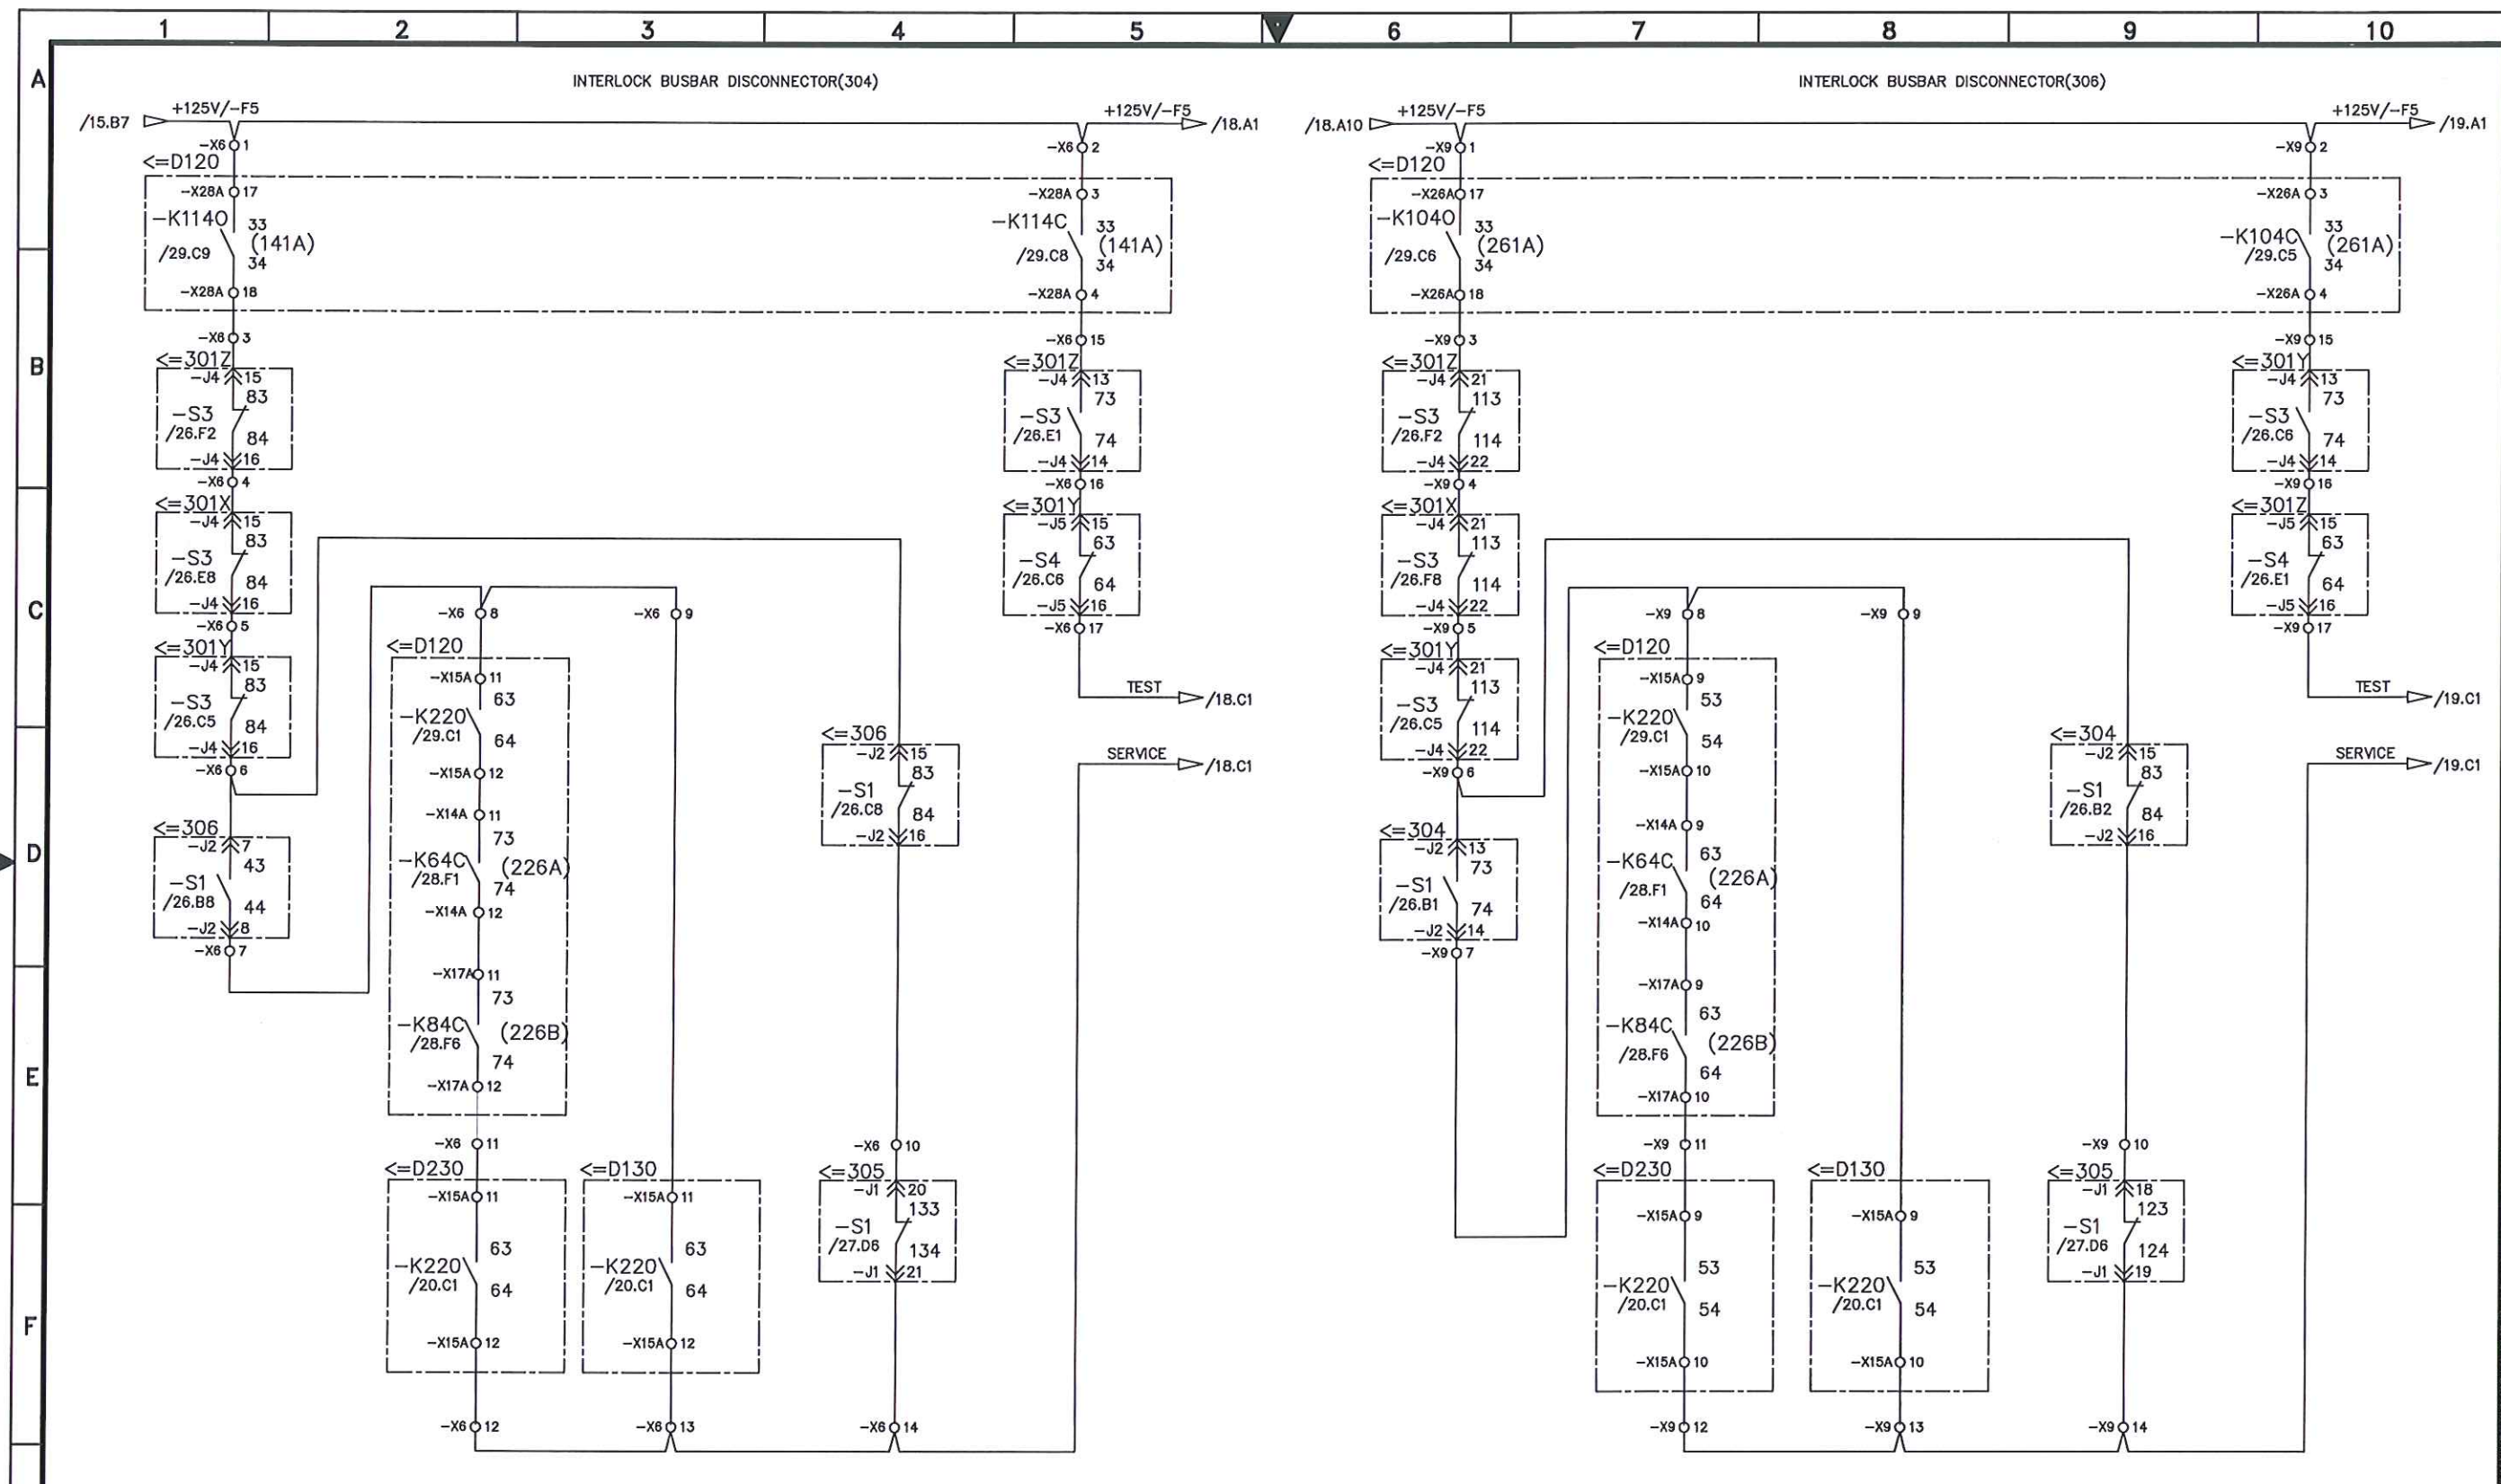 1 2 3 4 5 6 7 8 9 10
A
B
C
D
E
F
INTERLOCK BUSBAR DISCONNECTOR(304)
/15.B7
+125V/-F5
+125V/-F5
/18.A1
-X6 1
-X6 2
<=D120
-X28A 17
-K114O
33
(141A)
/29.C9
34
-X28A 18
-X28A 3
-K114C
33
(141A)
/29.C8
34
-X28A 4
-X6 3
<=301Z
-J4 15
83
-S3
/26.F2
84
-J4 16
-X6 4
<=301X
-J4 15
83
-S3
/26.E8
84
-J4 16
-X6 5
<=301Y
-J4 15
83
-S3
/26.C5
84
-J4 16
-X6 6
<=306
-J2 7
43
-S1
/26.B8
44
-J2 8
-X6 7
-X6 8
<=D120
-X15A 11
63
-K220
/29.C1
64
-X15A 12
-X14A 11
73
-K64C
(226A)
/28.F1
74
-X14A 12
-X17A 11
73
-K84C
(226B)
/28.F6
74
-X17A 12
-X6 11
<=D230
-X15A 11
63
-K220
/20.C1
64
-X15A 12
-X6 12
-X6 9
<=D130
-X15A 11
63
-K220
/20.C1
64
-X15A 12
-X6 13
<=306
-J2 15
83
-S1
/26.C8
84
-J2 16
-X6 10
<=305
-J1 20
133
-S1
/27.D6
134
-J1 21
-X6 14
-X6 15
<=301Z
-J4 13
73
-S3
/26.E1
74
-J4 14
-X6 16
<=301Y
-J5 15
63
-S4
/26.C6
64
-J5 16
-X6 17
TEST
/18.C1
SERVICE
/18.C1
INTERLOCK BUSBAR DISCONNECTOR(306)
/18.A10
+125V/-F5
+125V/-F5
/19.A1
-X9 1
-X9 2
<=D120
-X26A 17
-K104O
33
(261A)
/29.C6
34
-X26A 18
-X26A 3
-K104C
33
(261A)
/29.C5
34
-X26A 4
-X9 3
<=301Z
-J4 21
113
-S3
/26.F2
114
-J4 22
-X9 4
<=301X
-J4 21
113
-S3
/26.F8
114
-J4 22
-X9 5
<=301Y
-J4 21
113
-S3
/26.C5
114
-J4 22
-X9 6
<=304
-J2 13
73
-S1
/26.B1
74
-J2 14
-X9 7
-X9 8
<=D120
-X15A 9
53
-K220
/29.C1
54
-X15A 10
-X14A 9
63
-K64C
(226A)
/28.F1
64
-X14A 10
-X17A 9
63
-K84C
(226B)
/28.F6
64
-X17A 10
-X9 11
<=D230
-X15A 9
53
-K220
/20.C1
54
-X15A 10
-X9 12
-X9 9
<=D130
-X15A 9
53
-K220
/20.C1
54
-X15A 10
-X9 13
<=304
-J2 15
83
-S1
/26.B2
84
-J2 16
-X9 10
<=305
-J1 18
123
-S1
/27.D6
124
-J1 19
-X9 14
-X9 15
<=301Y
-J4 13
73
-S3
/26.C6
74
-J4 14
-X9 16
<=301Z
-J5 15
63
-S4
/26.E1
64
-J5 16
-X9 17
TEST
/19.C1
SERVICE
/19.C1